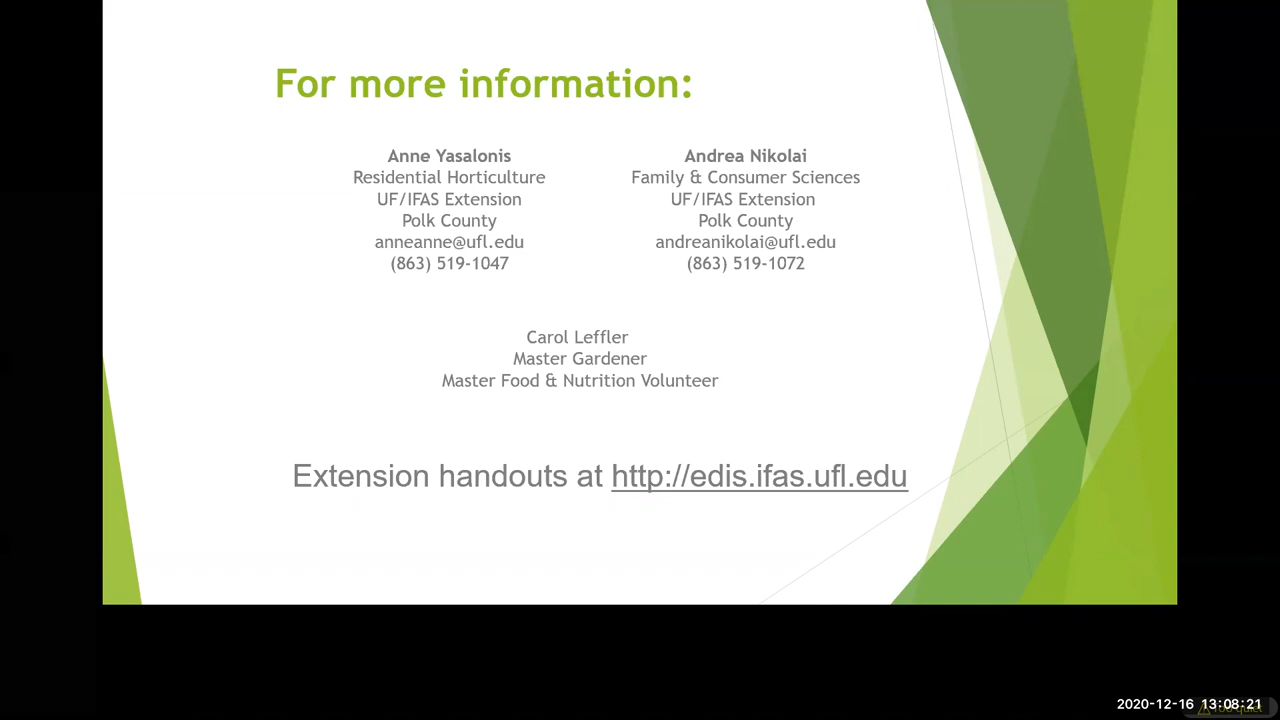 For more information:
Anne Yasalonis
Residential Horticulture
UF/IFAS Extension
Polk County
anneanne@ufl.edu
(863) 519-1047
Andrea Nikolai
Family & Consumer Sciences
UF/IFAS Extension
Polk County
andreanikolai@ufl.edu
(863) 519-1072
Carol Leffler
Master Gardener
Master Food & Nutrition Volunteer
Extension handouts at http://edis.ifas.ufl.edu
2020-12-16 13:08:21